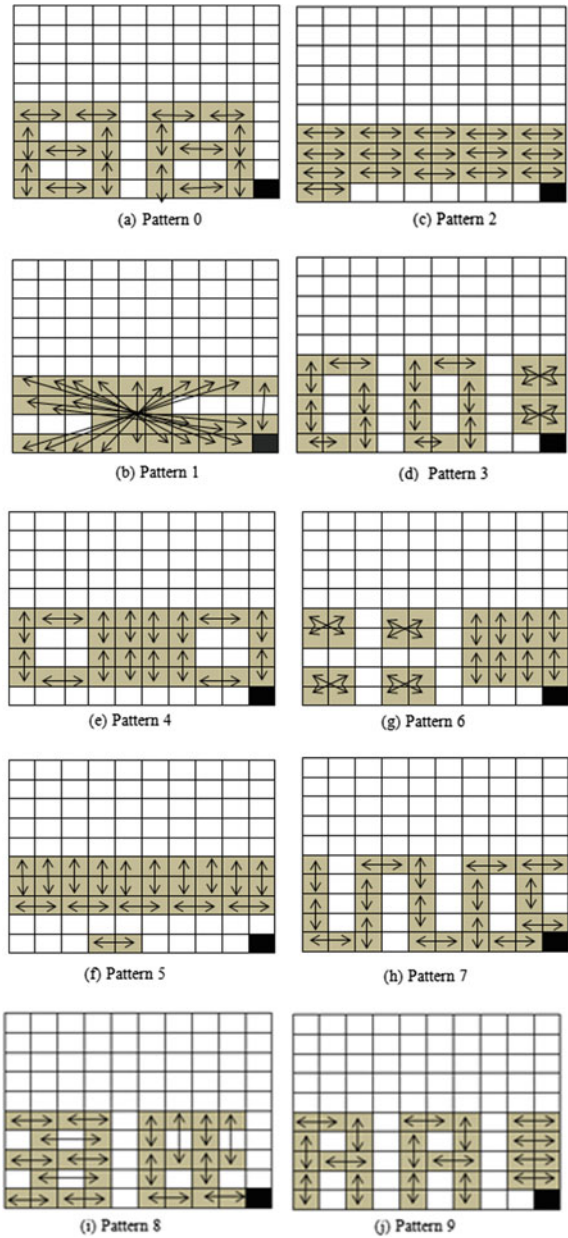 (a) Pattern 0
(c) Pattern 2
(b) Pattern 1
(d) Pattern 3
(e) Pattern 4
(g) Pattern 6
(f) Pattern 5
(h) Pattern 7
(i) Pattern 8
(j) Pattern 9